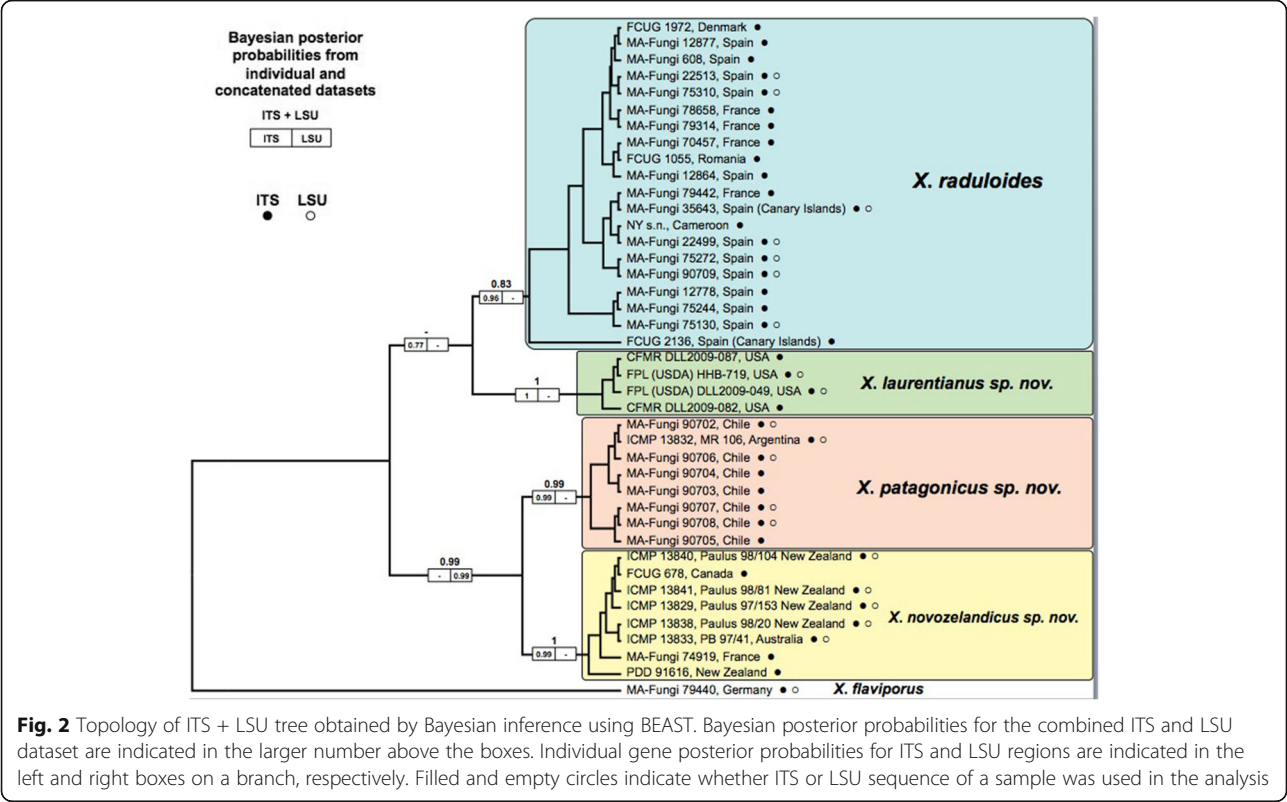 Bayesian posterior
probabilities from
individual and
concatenated datasets
ITS + LSU
ITS LSU
ITS LSU
FCUG 1972, Denmark
MA-Fungi 12877, Spain
MA-Fungi 608, Spain
MA-Fungi 22513, Spain
MA-Fungi 75310, Spain
MA-Fungi 78658, France
MA-Fungi 79314, France
MA-Fungi 70457, France
FCUG 1055, Romania
MA-Fungi 12864, Spain
MA-Fungi 79442, France
MA-Fungi 35643, Spain (Canary Islands)
NY s.n., Cameroon
MA-Fungi 22499, Spain
MA-Fungi 75272, Spain
MA-Fungi 90709, Spain
MA-Fungi 12778, Spain
MA-Fungi 75244, Spain
MA-Fungi 75130, Spain
FCUG 2136, Spain (Canary Islands)
X. raduloides
0.83
0.96 -
-
0.77 -
CFMR DLL2009-087, USA
FPL (USDA) HHB-719, USA
FPL (USDA) DLL2009-049, USA
CFMR DLL2009-082, USA
X. laurentianus sp. nov.
1
1 -
MA-Fungi 90702, Chile
ICMP 13832, MR 106, Argentina
MA-Fungi 90706, Chile
MA-Fungi 90704, Chile
MA-Fungi 90703, Chile
MA-Fungi 90707, Chile
MA-Fungi 90708, Chile
MA-Fungi 90705, Chile
X. patagonicus sp. nov.
0.99
0.99 -
0.99
- 0.99
ICMP 13840, Paulus 98/104 New Zealand
FCUG 678, Canada
ICMP 13841, Paulus 98/81 New Zealand
ICMP 13829, Paulus 97/153 New Zealand
ICMP 13838, Paulus 98/20 New Zealand
ICMP 13833, PB 97/41, Australia
MA-Fungi 74919, France
PDD 91616, New Zealand
X. novozelandicus sp. nov.
1
0.99 -
MA-Fungi 79440, Germany
X. flaviporus
Fig. 2 Topology of ITS + LSU tree obtained by Bayesian inference using BEAST. Bayesian posterior probabilities for the combined ITS and LSU
dataset are indicated in the larger number above the boxes. Individual gene posterior probabilities for ITS and LSU regions are indicated in the
left and right boxes on a branch, respectively. Filled and empty circles indicate whether ITS or LSU sequence of a sample was used in the analysis